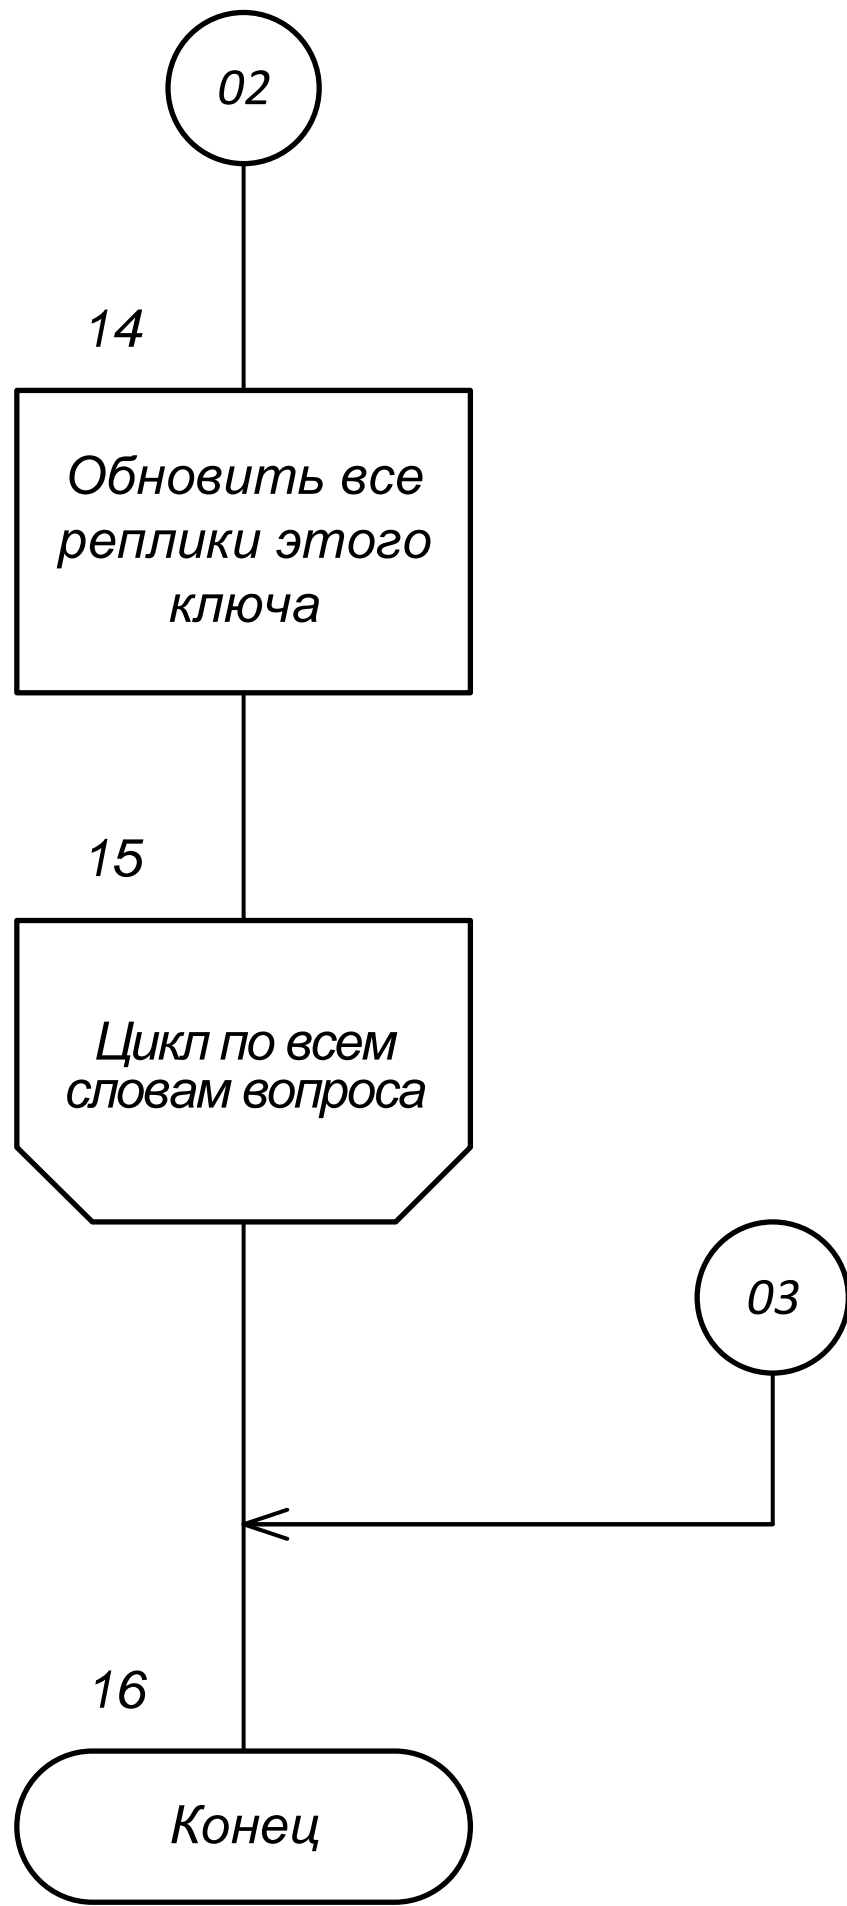 02
14
Обновить все
реплики этого
ключа
15
Цикл по всем
словам вопроса
03
16
Конец